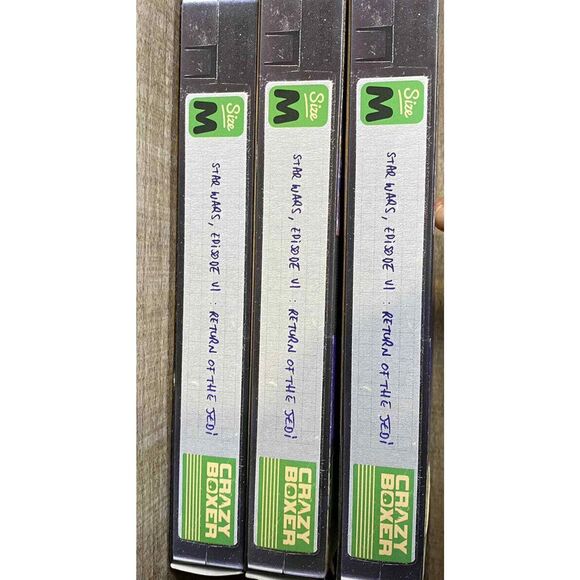 Size
M
STAR WARS, EPISODE VI : RETURN OF THE JEDI
CRAZY
BOXER
Size
M
STAR WARS, EPISODE VI : RETURN OF THE JEDI
CRAZY
BOXER
Size
M
STAR WARS, EPISODE VI : RETURN OF THE JEDI
CRAZY
BOXER